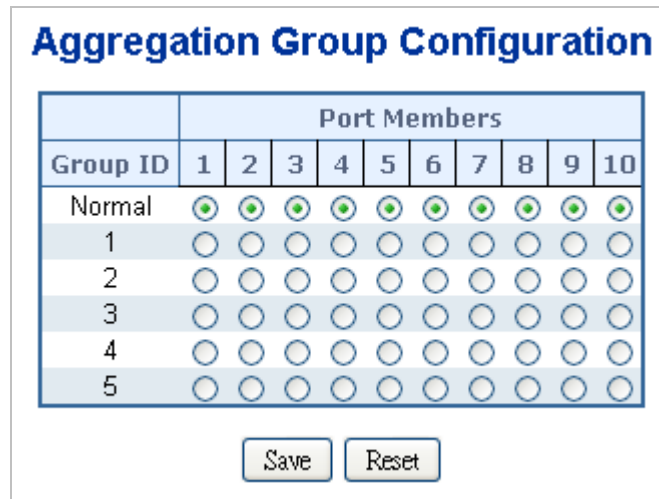 Aggregation Group Configuration
Port Members
Group ID 1 2 3 4 5 6 7 8 9 10
Normal
1
2
3
4
5
Save Reset